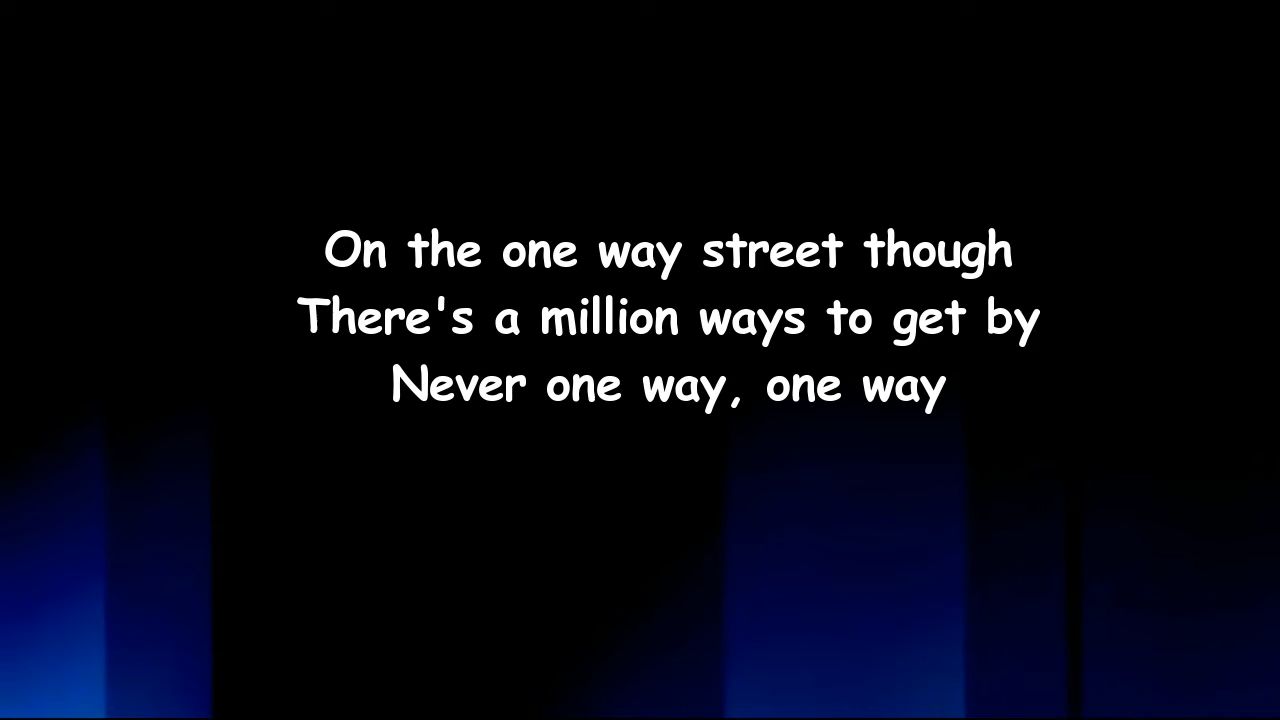 On the one way street though
There's a million ways to get by
Never one way, one way